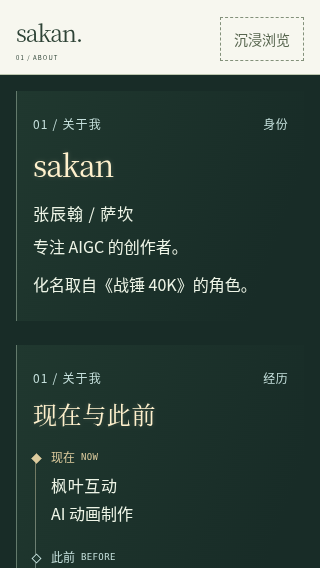 sakan.
01 / ABOUT
沉浸浏览
01 / 关于我
身份
sakan
张辰翰 / 萨坎
专注 AIGC 的创作者。
化名取自《战锤 40K》的角色。
01 / 关于我
经历
现在与此前
现在 NOW
枫叶互动
AI 动画制作
此前 BEFORE